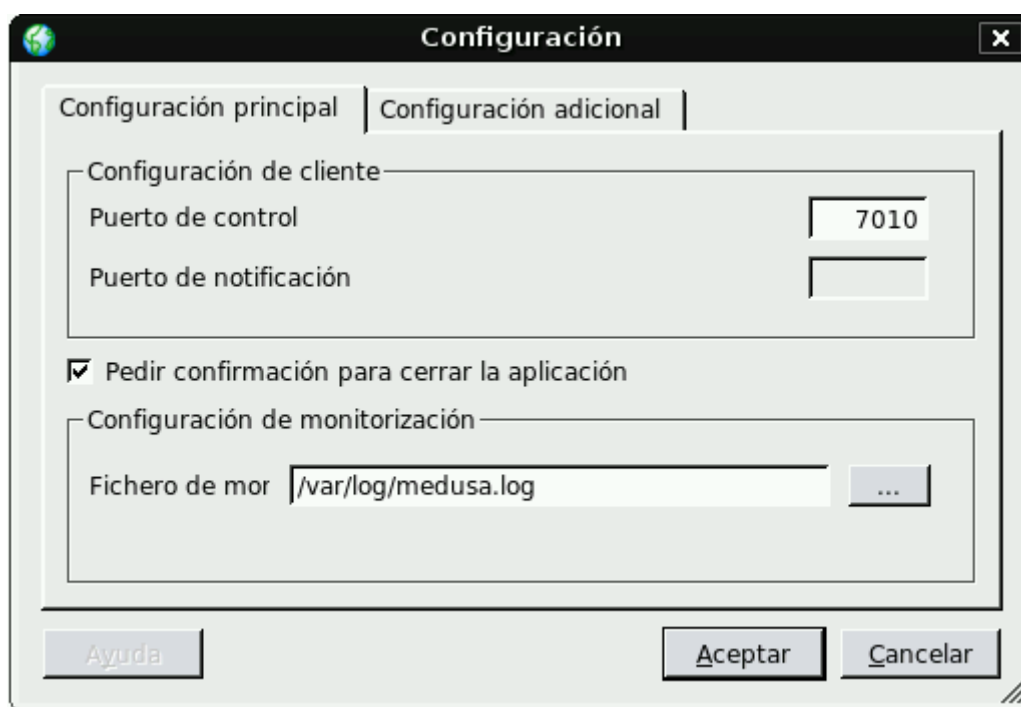 Configuración
Configuración principal
Configuración adicional
Configuración de cliente
Puerto de control
7010
Puerto de notificación
Pedir confirmación para cerrar la aplicación
Configuración de monitorización
Fichero de mor
/var/log/medusa.log
...
Ayuda
Aceptar
Cancelar